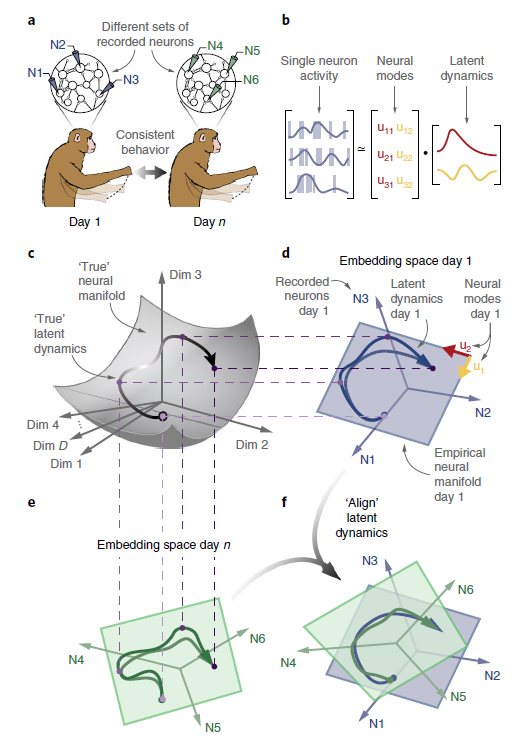 a
Different sets of
recorded neurons
N2
N1
N3
N4
N5
N6
Consistent
behavior
Day 1
Day n
b
Single neuron
activity
Neural
modes
Latent
dynamics
≃
u11 u12
u21 u22
u31 u32
•
c
'True'
neural
manifold
'True'
latent
dynamics
Dim 3
Dim 4
Dim D
Dim 1
Dim 2
d
Embedding space day 1
Recorded
neurons
day 1
N3
Latent
dynamics
day 1
Neural
modes
day 1
u2
u1
N2
N1
Empirical
neural
manifold
day 1
e
Embedding space day n
N4
N6
N5
f
'Align'
latent
dynamics
N3
N6
N4
N2
N5
N1